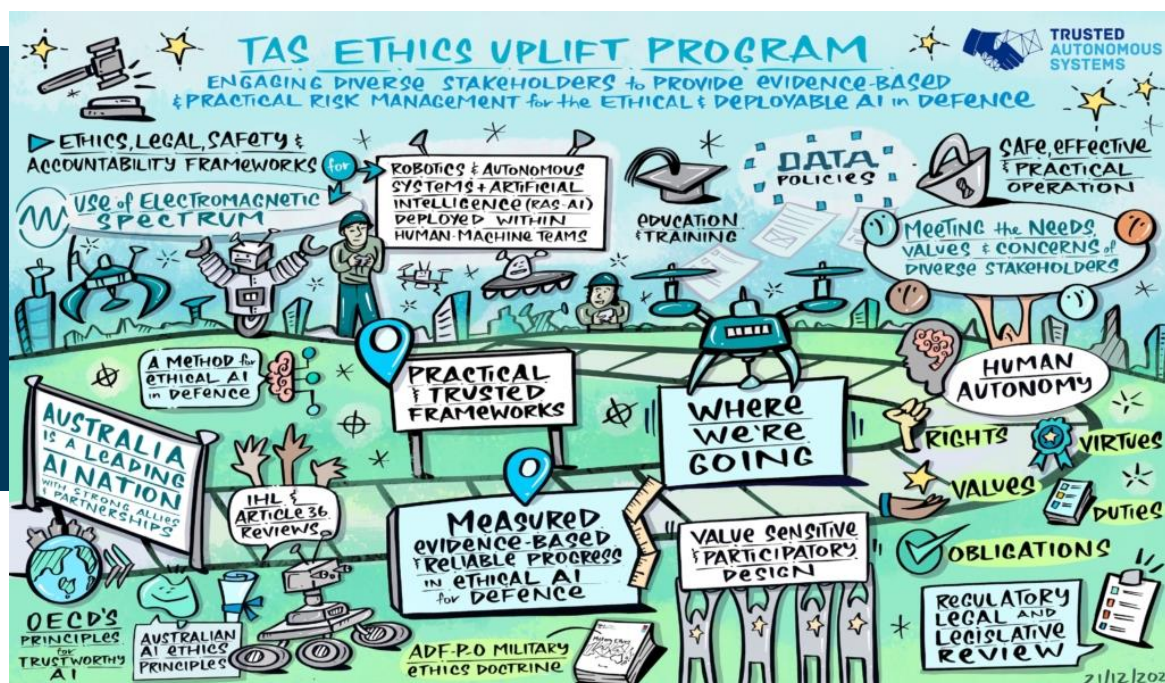 TAS ETHICS UPLIFT PROGRAM
ENGAGING DIVERSE STAKEHOLDERS to PROVIDE EVIDENCE-BASED
& PRACTICAL RISK MANAGEMENT for the ETHICAL & DEPLOYABLE AI in DEFENCE
TRUSTED
AUTONOMOUS
SYSTEMS
ETHICS, LEGAL, SAFETY &
ACCOUNTABILITY FRAMEWORKS
for
USE of ELECTROMAGNETIC
SPECTRUM
ROBOTICS & AUTONOMOUS
SYSTEMS + ARTIFICIAL
INTELLIGENCE (RAS-AI)
DEPLOYED WITHIN
HUMAN-MACHINE TEAMS
EDUCATION
& TRAINING
DATA
POLICIES
SAFE, EFFECTIVE
& PRACTICAL
OPERATION
MEETING the NEEDS,
VALUES & CONCERNS of
DIVERSE STAKEHOLDERS
A METHOD for
ETHICAL AI
in DEFENCE
PRACTICAL
& TRUSTED
FRAMEWORKS
WHERE
WE'RE
GOING
HUMAN
AUTONOMY
RIGHTS
VIRTUES
VALUES
DUTIES
OBLIGATIONS
AUSTRALIA
IS A LEADING
AI NATION
WITH STRONG ALLIES
& PARTNERSHIPS
IHL &
ARTICLE 36
REVIEWS
MEASURED
EVIDENCE-BASED
& RELIABLE PROGRESS
in ETHICAL AI
for DEFENCE
VALUE SENSITIVE
& PARTICIPATORY
DESIGN
OECD'S
PRINCIPLES
for
TRUSTWORTHY
AI
AUSTRALIAN
AI ETHICS
PRINCIPLES
ADF-P-0 MILITARY
ETHICS DOCTRINE
Military Ethics
REGULATORY
LEGAL AND
LEGISLATIVE
REVIEW
21/12/202